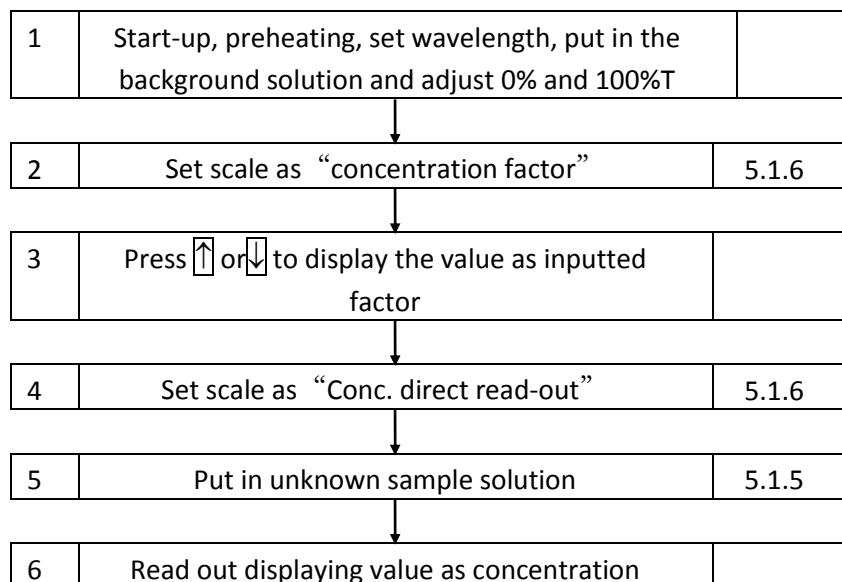 1 Start-up, preheating, set wavelength, put in the
background solution and adjust 0% and 100%T
2 Set scale as “concentration factor” 5.1.6
3 Press ↑ or ↓ to display the value as inputted
factor
4 Set scale as “Conc. direct read-out” 5.1.6
5 Put in unknown sample solution 5.1.5
6 Read out displaying value as concentration